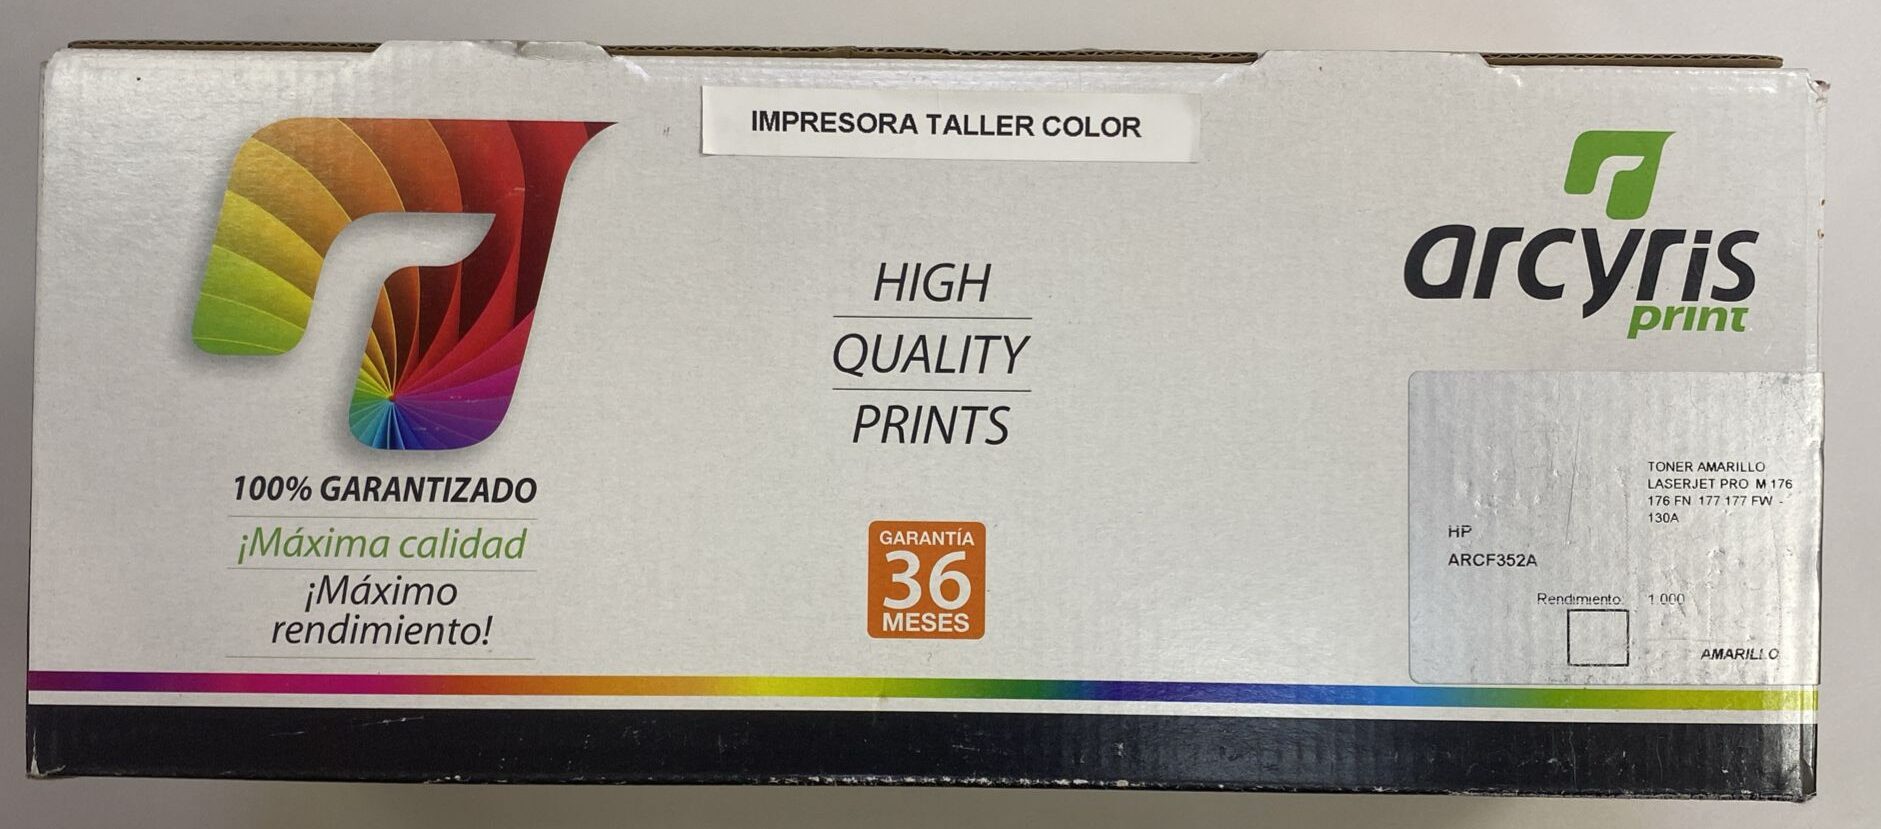 IMPRESORA TALLER COLOR
arcyris
print
HIGH
QUALITY
PRINTS
100% GARANTIZADO
¡Máxima calidad
¡Máximo
rendimiento!
GARANTÍA
36
MESES
TONER AMARILLO
LASERJET PRO M 176
176 FN 177 177 FW -
130A
HP
ARCF352A
Rendimiento: 1.000
AMARILLO